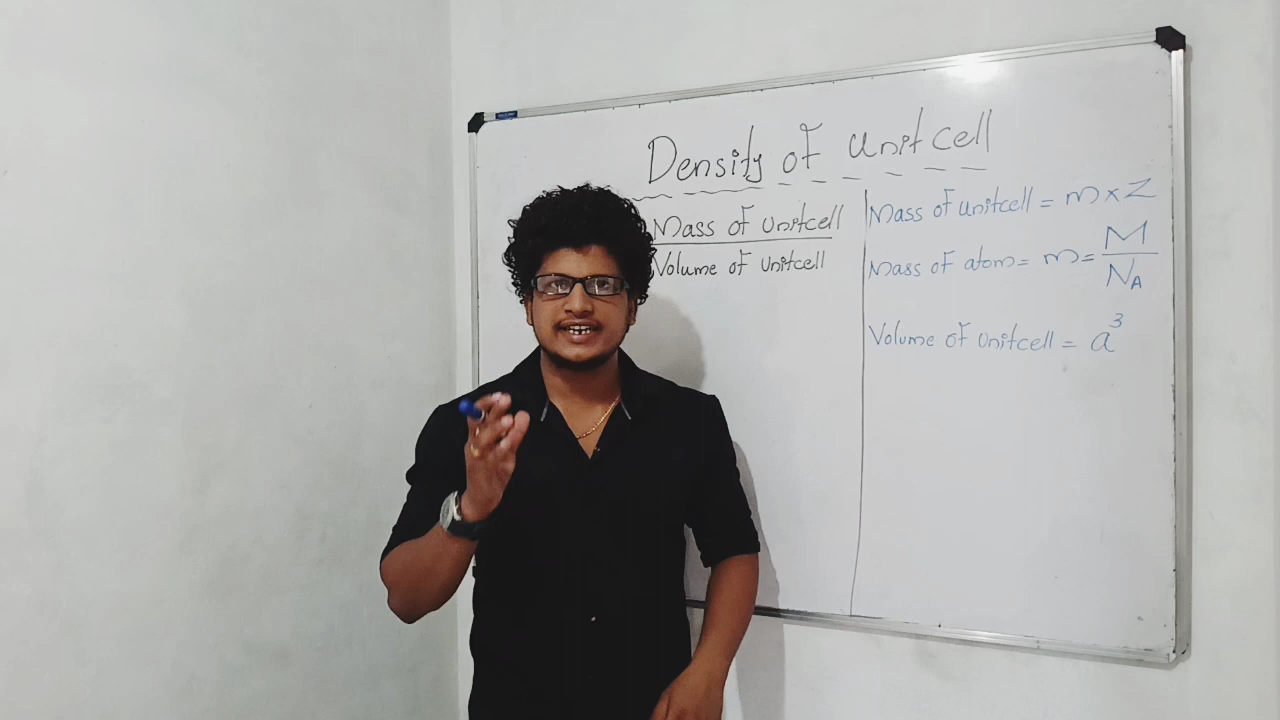 Density of unitcell
Mass of Unitcell
Volume of Unitcell
Mass of unitcell = m × Z
Mass of atom = m = M / N_A
Volume of Unitcell = a³